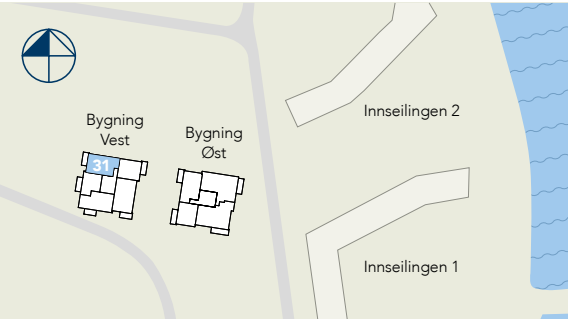 Bygning
Vest
Bygning
Øst
31
Innseilingen 2
Innseilingen 1